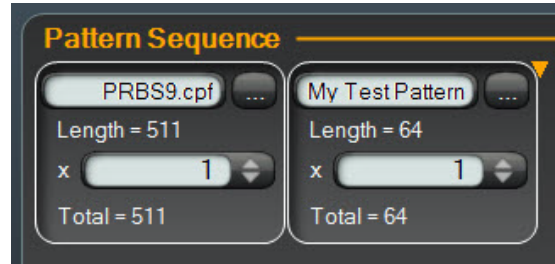 Pattern Sequence
PRBS9.cpf ...
Length = 511
x 1
Total = 511
My Test Pattern ...
Length = 64
x 1
Total = 64